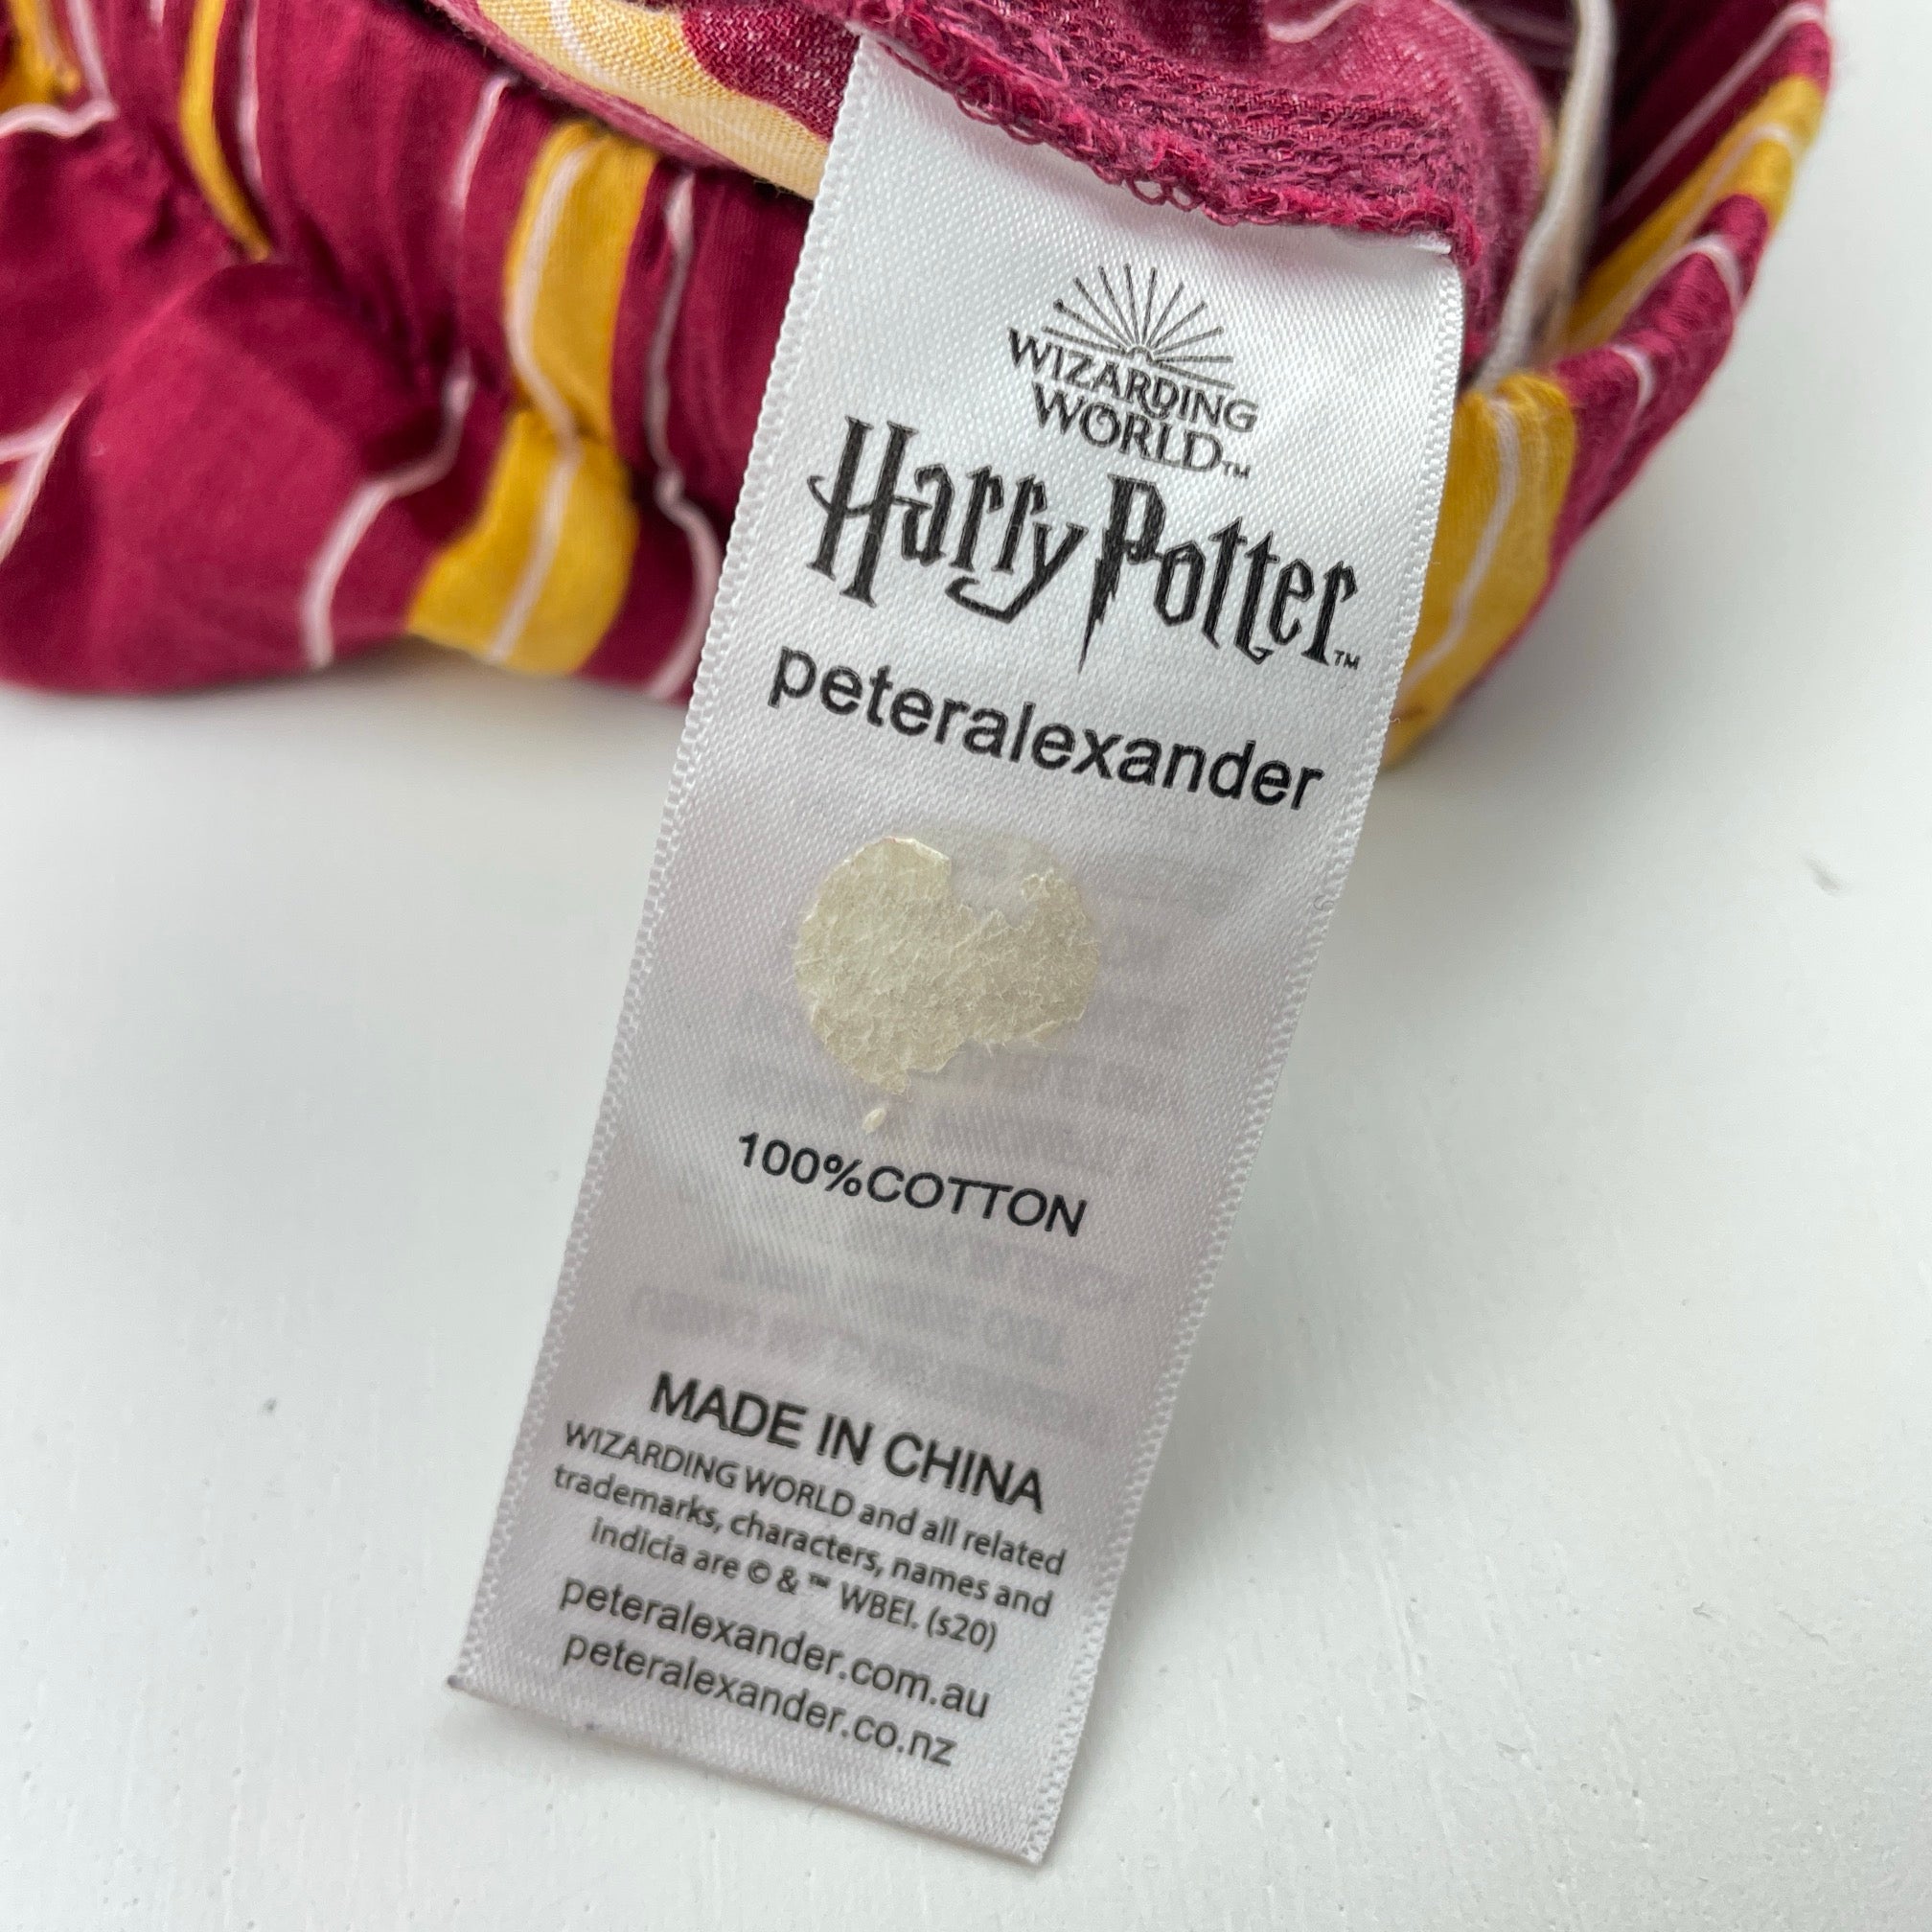 WIZARDING
WORLD™
Harry Potter™
peteralexander
100%COTTON
MADE IN CHINA
WIZARDING WORLD and all related
trademarks, characters, names and
indicia are © & ™ WBEI. (s20)
peteralexander.com.au
peteralexander.co.nz